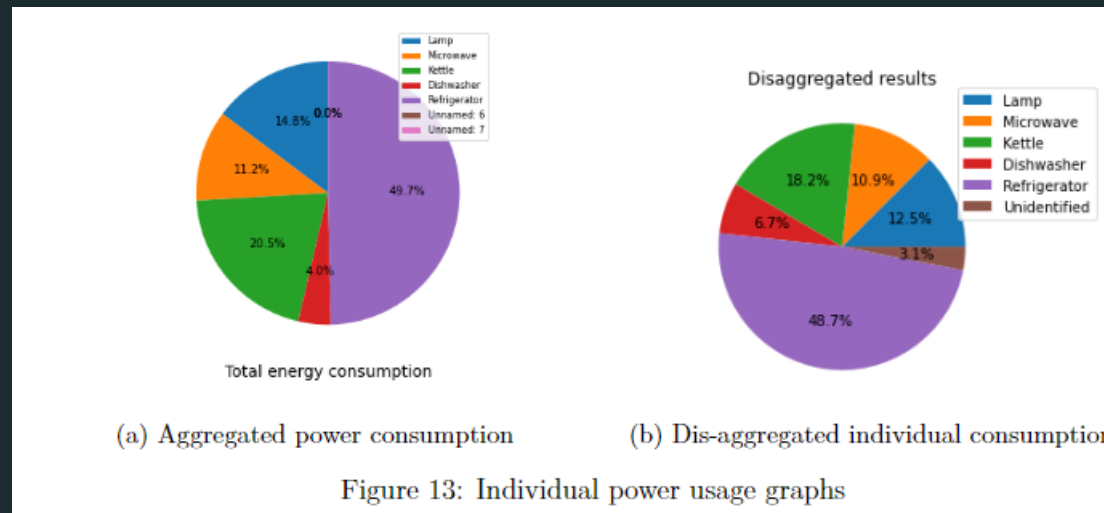 Lamp
Microwave
Kettle
Dishwasher
Refrigerator
Unnamed: 6
Unnamed: 7
0.0%
14.8%
11.2%
49.7%
20.5%
4.0%
Total energy consumption
(a) Aggregated power consumption
Disaggregated results
Lamp
Microwave
Kettle
Dishwasher
Refrigerator
Unidentified
18.2%
10.9%
6.7%
12.5%
3.1%
48.7%
(b) Dis-aggregated individual consumption
Figure 13: Individual power usage graphs